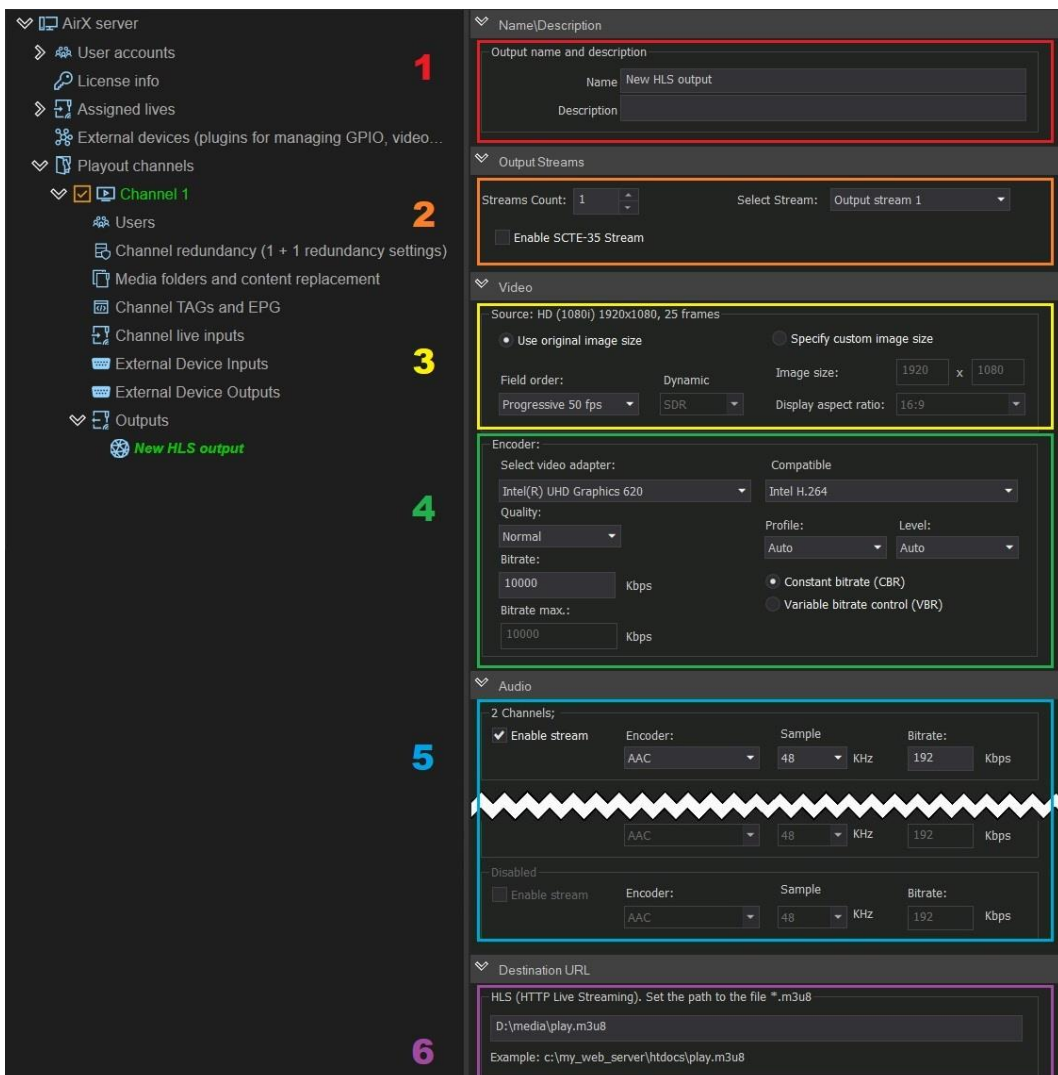 AirX server
User accounts
License info
Assigned lives
External devices (plugins for managing GPIO, video...
Playout channels
Channel 1
Users
Channel redundancy (1 + 1 redundancy settings)
Media folders and content replacement
Channel TAGs and EPG
Channel live inputs
External Device Inputs
External Device Outputs
Outputs
New HLS output
1
2
3
4
5
6
Name\Description
Output name and description
Name New HLS output
Description
Output Streams
Streams Count: 1 Select Stream: Output stream 1
Enable SCTE-35 Stream
Video
Source: HD (1080i) 1920x1080, 25 frames
Use original image size Specify custom image size
Image size: 1920 x 1080
Field order: Dynamic
Progressive 50 fps SDR Display aspect ratio: 16:9
Encoder:
Select video adapter: Compatible
Intel(R) UHD Graphics 620 Intel H.264
Quality:
Normal
Profile: Level:
Auto Auto
Bitrate:
10000 Kbps
Constant bitrate (CBR)
Variable bitrate control (VBR)
Bitrate max.:
10000 Kbps
Audio
2 Channels;
Enable stream Encoder: Sample Bitrate:
AAC 48 KHz 192 Kbps
AAC 48 KHz 192 Kbps
Disabled
Enable stream Encoder: Sample Bitrate:
AAC 48 KHz 192 Kbps
Destination URL
HLS (HTTP Live Streaming). Set the path to the file *.m3u8
D:\media\play.m3u8
Example: c:\my_web_server\htdocs\play.m3u8